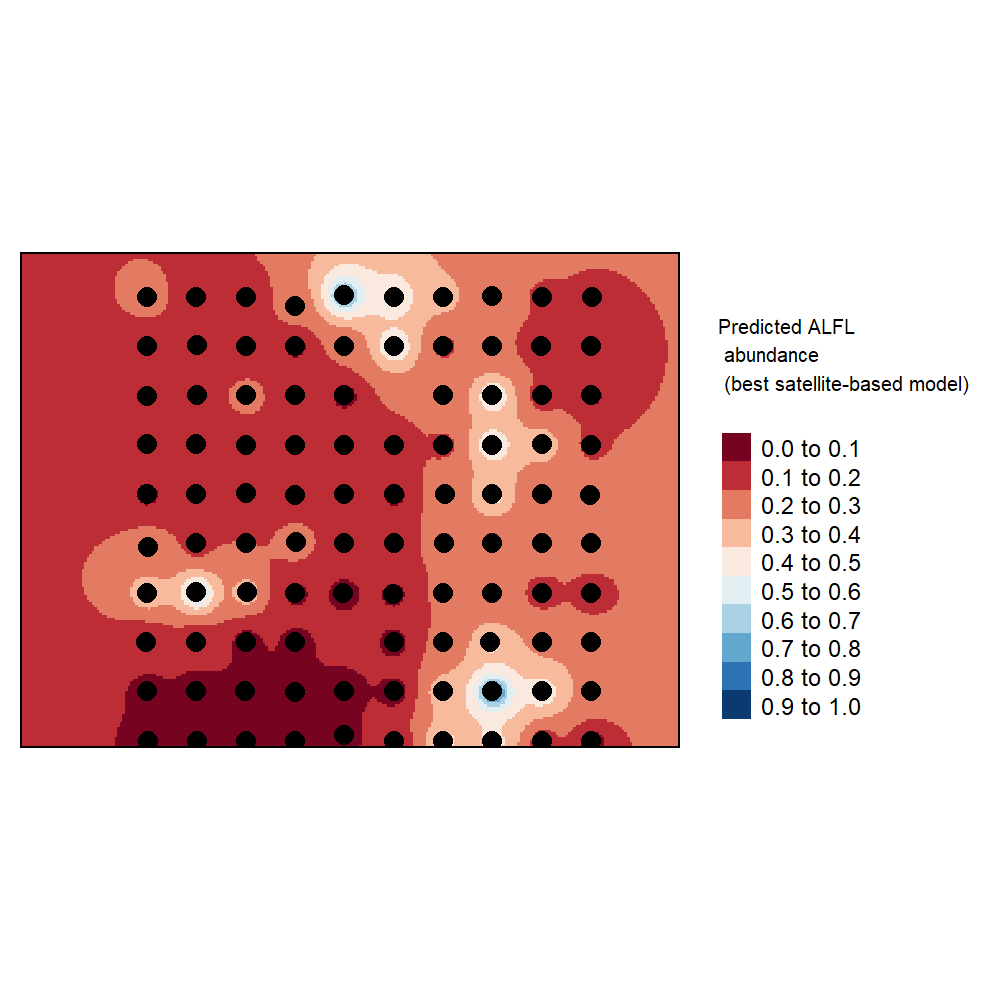 Predicted ALFL
abundance
(best satellite-based model)
0.0 to 0.1
0.1 to 0.2
0.2 to 0.3
0.3 to 0.4
0.4 to 0.5
0.5 to 0.6
0.6 to 0.7
0.7 to 0.8
0.8 to 0.9
0.9 to 1.0